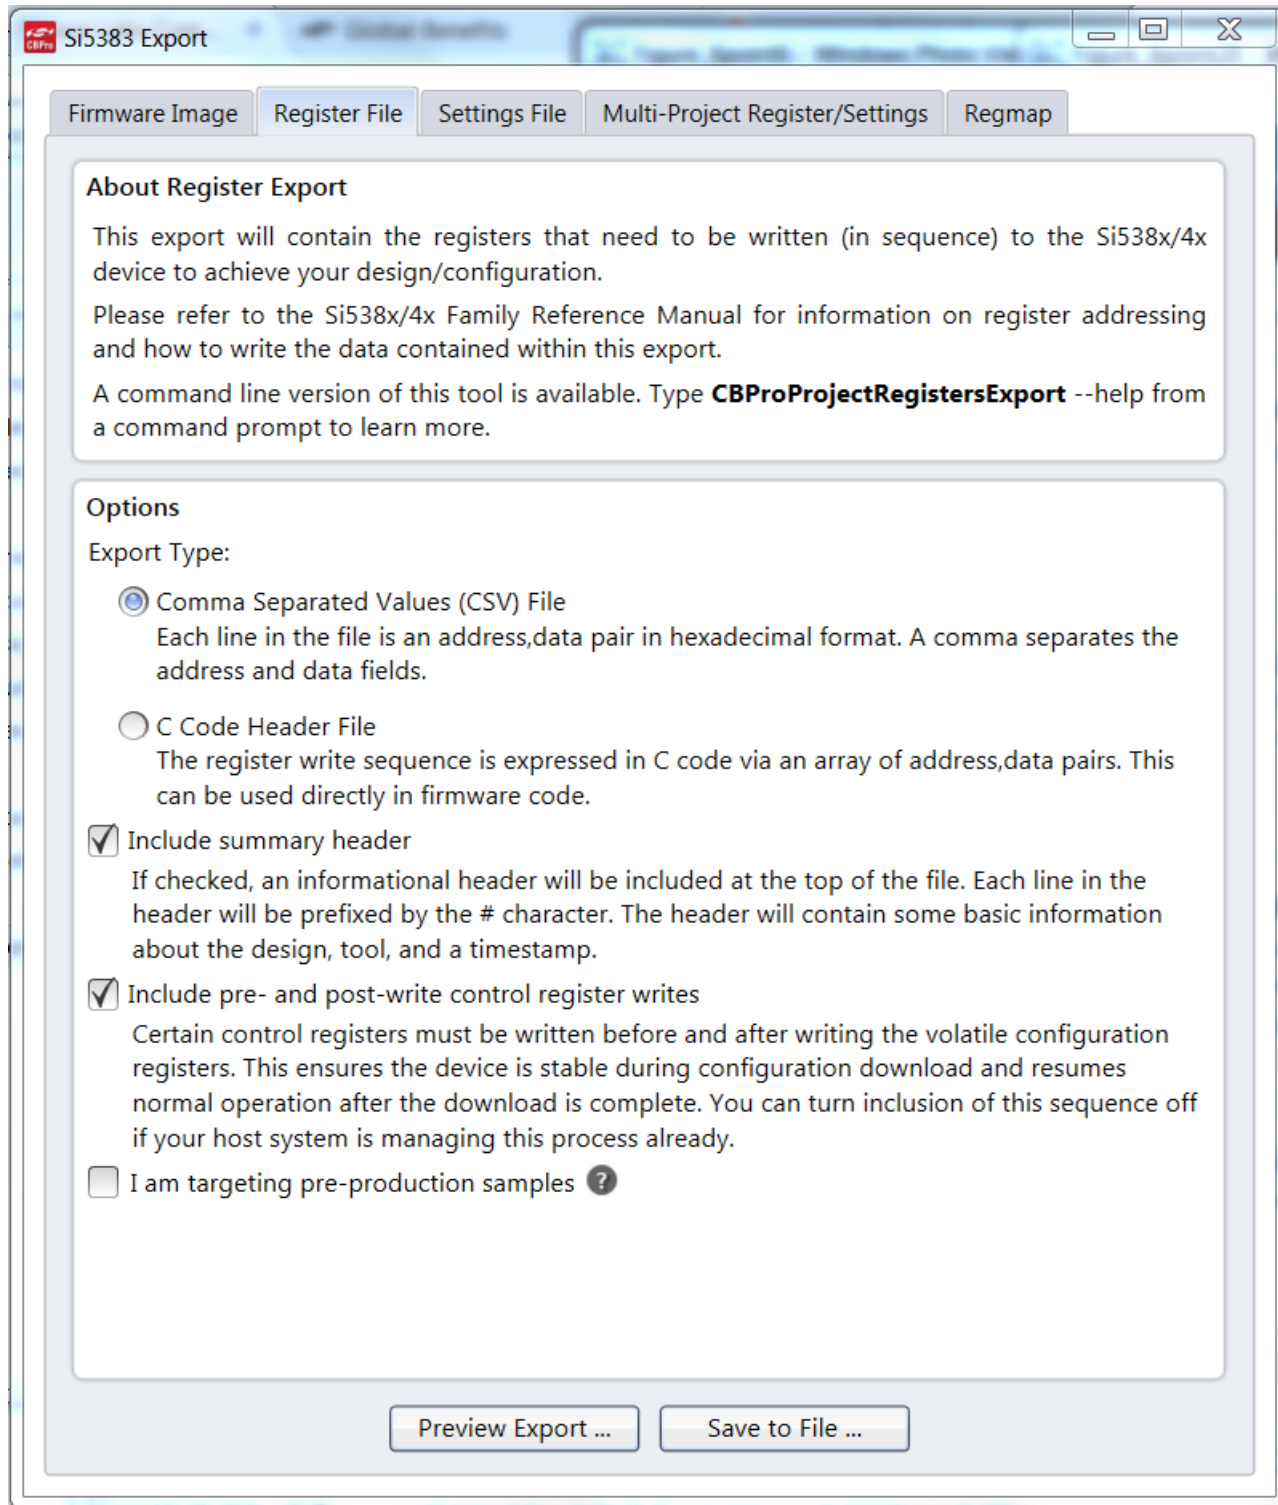 Global Benefits
CBPro
Si5383 Export
Firmware Image
Register File
Settings File
Multi-Project Register/Settings
Regmap
About Register Export
This export will contain the registers that need to be written (in sequence) to the Si538x/4x
device to achieve your design/configuration.
Please refer to the Si538x/4x Family Reference Manual for information on register addressing
and how to write the data contained within this export.
A command line version of this tool is available. Type CBProProjectRegistersExport --help from
a command prompt to learn more.
Options
Export Type:
Comma Separated Values (CSV) File
Each line in the file is an address,data pair in hexadecimal format. A comma separates the
address and data fields.
C Code Header File
The register write sequence is expressed in C code via an array of address,data pairs. This
can be used directly in firmware code.
Include summary header
If checked, an informational header will be included at the top of the file. Each line in the
header will be prefixed by the # character. The header will contain some basic information
about the design, tool, and a timestamp.
Include pre- and post-write control register writes
Certain control registers must be written before and after writing the volatile configuration
registers. This ensures the device is stable during configuration download and resumes
normal operation after the download is complete. You can turn inclusion of this sequence off
if your host system is managing this process already.
I am targeting pre-production samples ?
Preview Export ...
Save to File ...